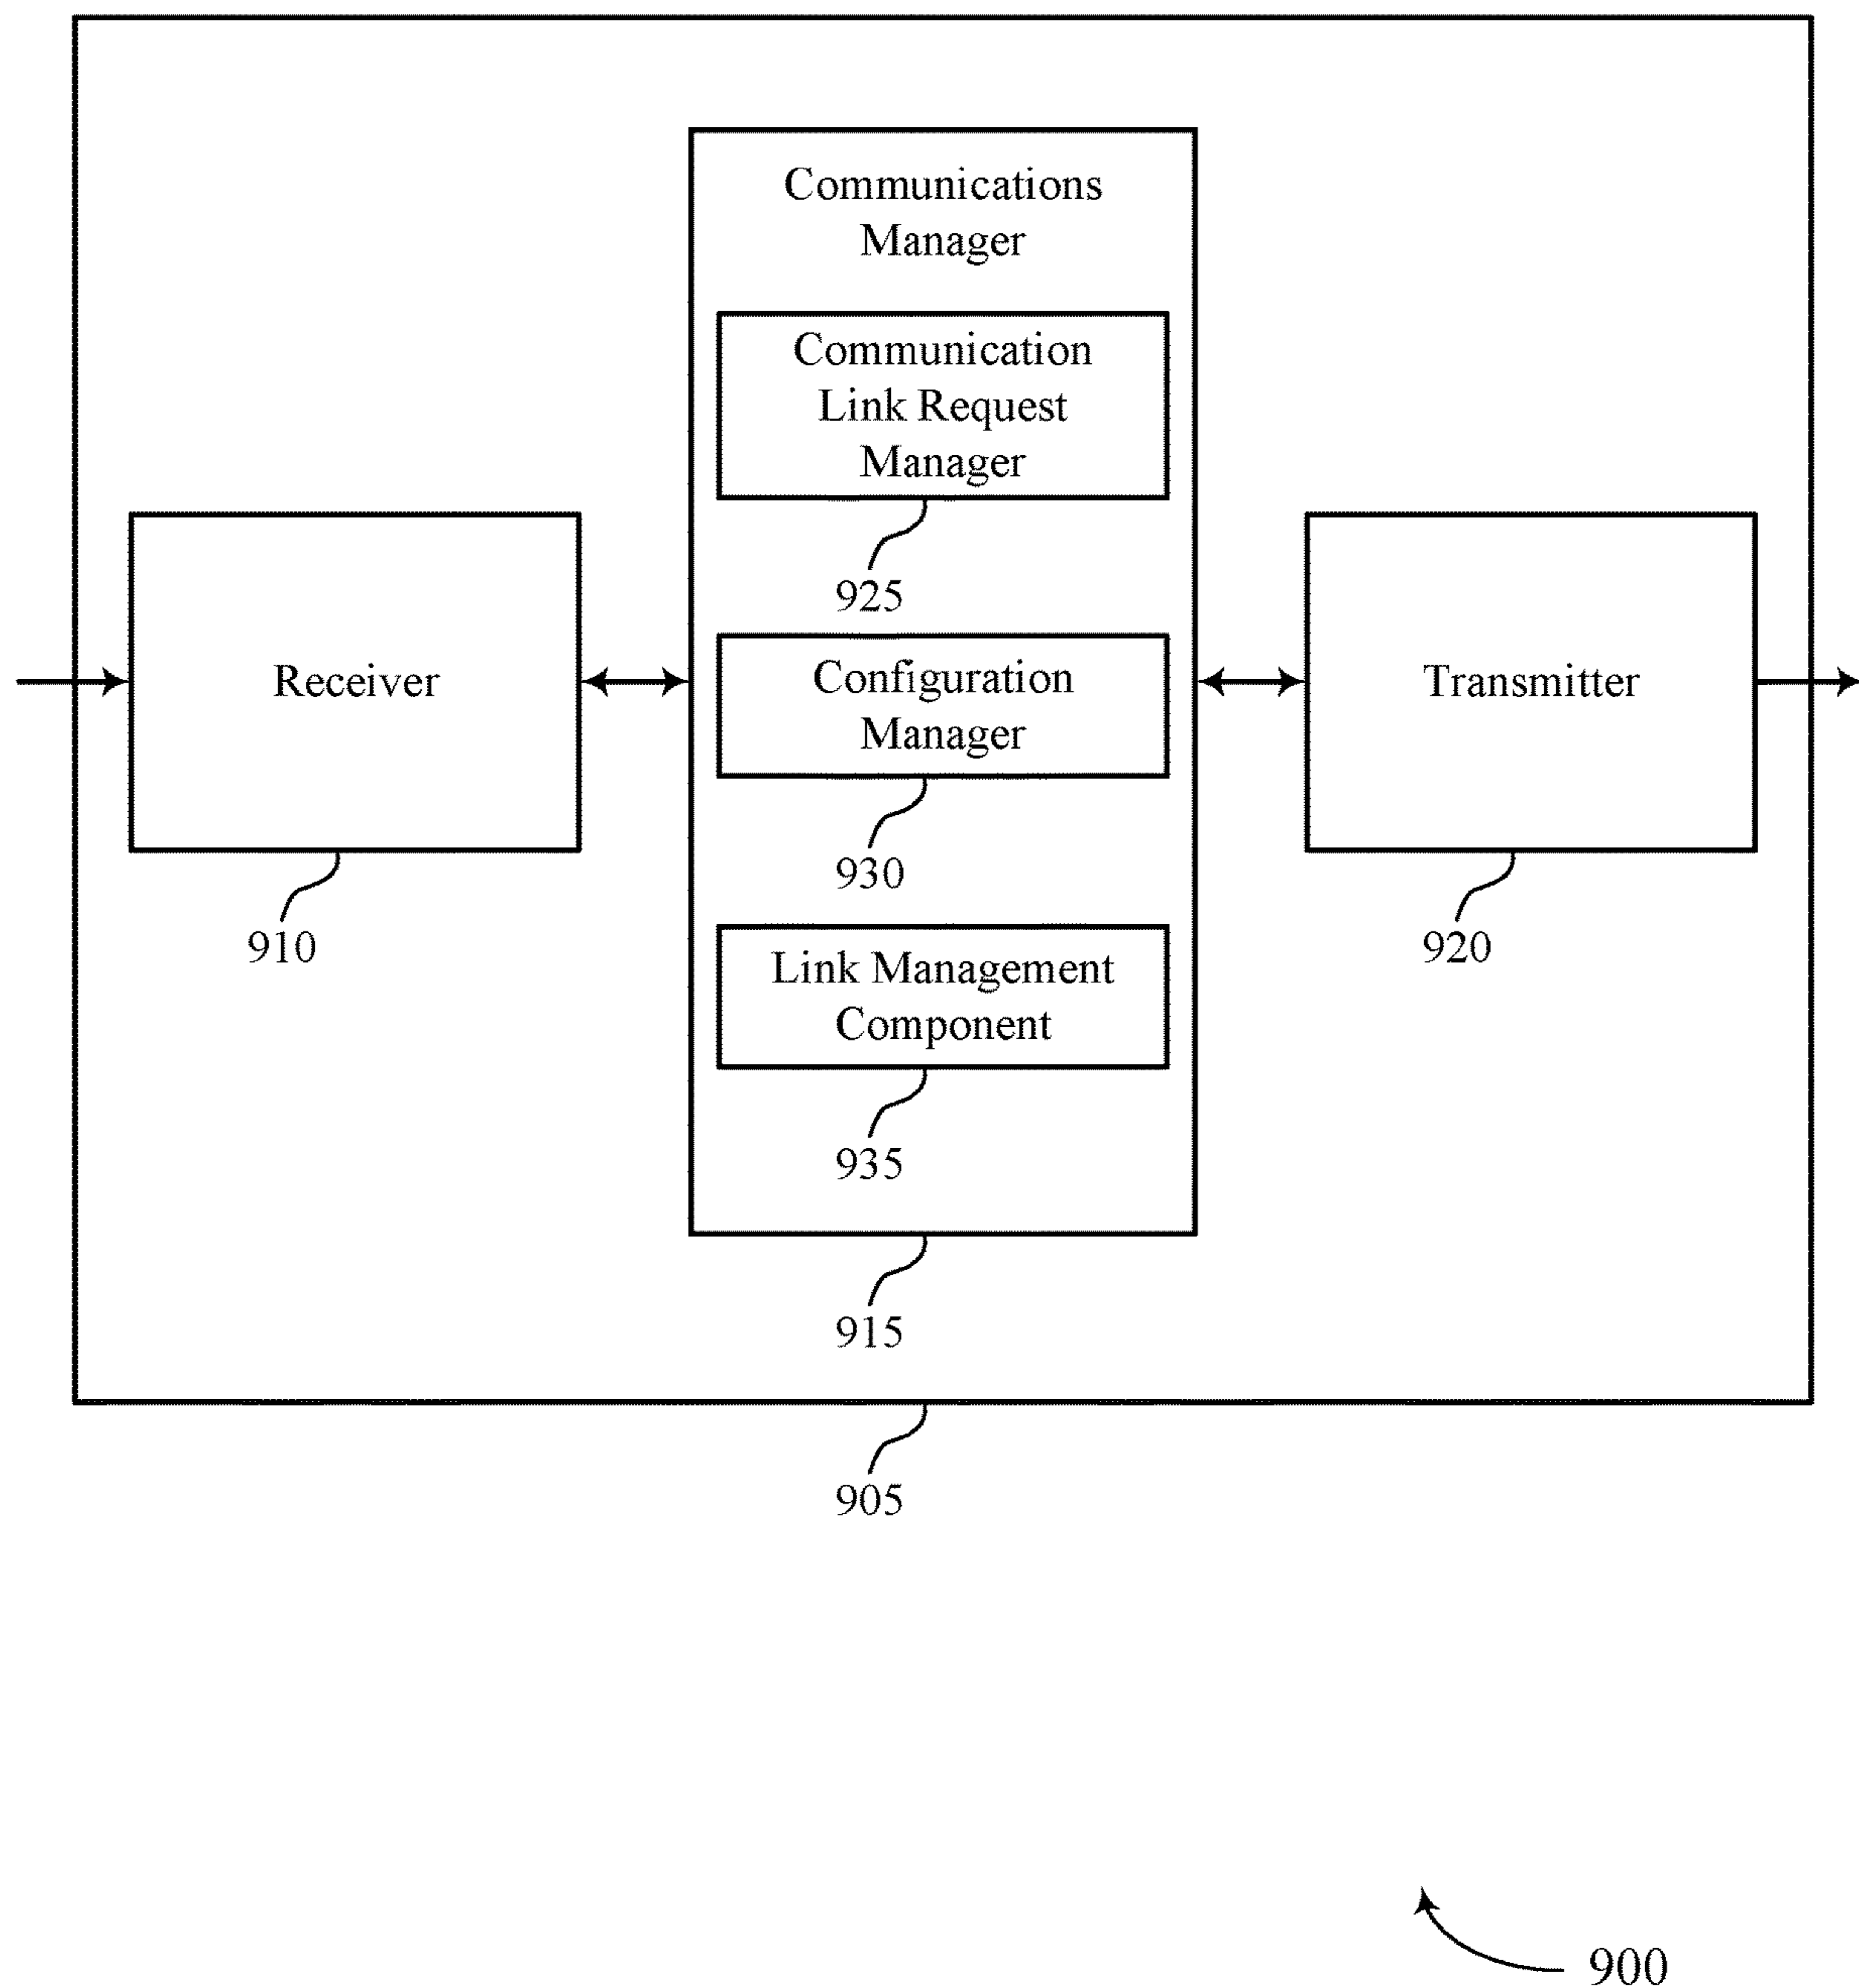 Communications
Manager
Communication
Link Request
Manager
925
Receiver
910
Configuration
Manager
930
Transmitter
920
Link Management
Component
935
915
905
900